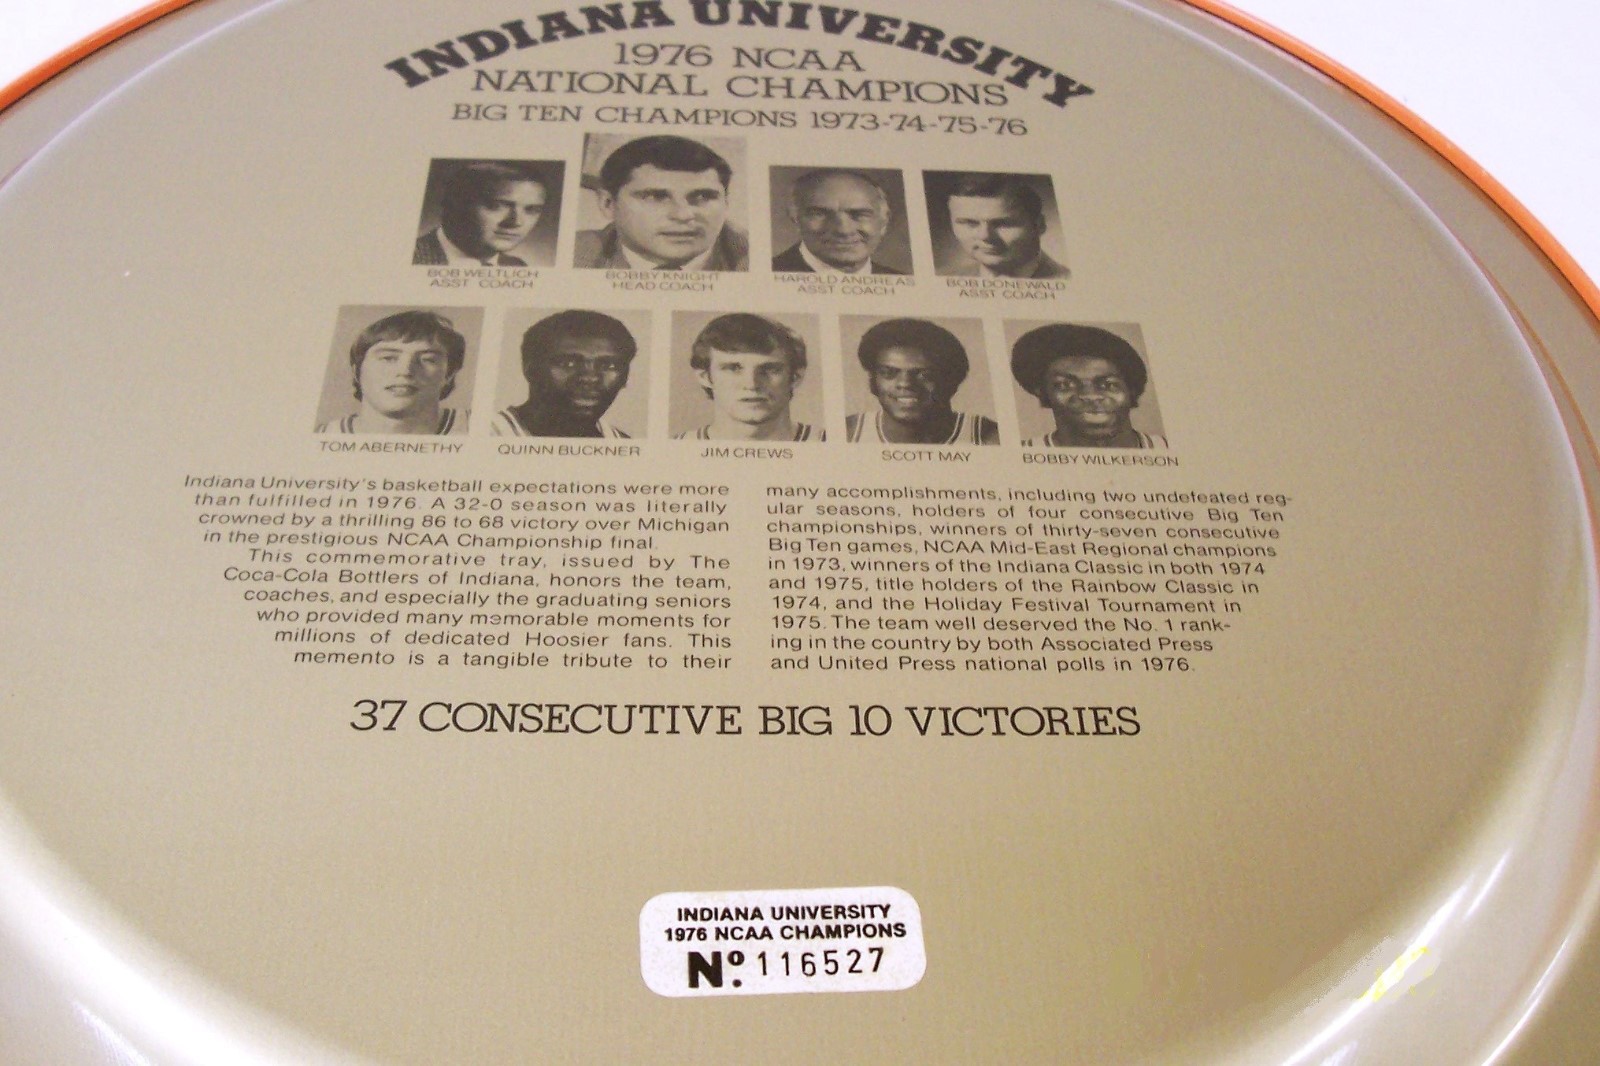 INDIANA UNIVERSITY
1976 NCAA
NATIONAL CHAMPIONS
BIG TEN CHAMPIONS 1973-74-75-76
BOB WELTLICH
ASST COACH
BOBBY KNIGHT
HEAD COACH
HAROLD ANDREAS
ASST COACH
BOB DONEWALD
ASST COACH
TOM ABERNETHY
QUINN BUCKNER
JIM CREWS
SCOTT MAY
BOBBY WILKERSON
Indiana University's basketball expectations were more
than fulfilled in 1976. A 32-0 season was literally
crowned by a thrilling 86 to 68 victory over Michigan
in the prestigious NCAA Championship final.
This commemorative tray, issued by The
Coca-Cola Bottlers of Indiana, honors the team,
coaches, and especially the graduating seniors
who provided many memorable moments for
millions of dedicated Hoosier fans. This
memento is a tangible tribute to their
many accomplishments, including two undefeated reg-
ular seasons, holders of four consecutive Big Ten
championships, winners of thirty-seven consecutive
Big Ten games, NCAA Mid-East Regional champions
in 1973, winners of the Indiana Classic in both 1974
and 1975, title holders of the Rainbow Classic in
1974, and the Holiday Festival Tournament in
1975. The team well deserved the No. 1 rank-
ing in the country by both Associated Press
and United Press national polls in 1976.
37 CONSECUTIVE BIG 10 VICTORIES
INDIANA UNIVERSITY
1976 NCAA CHAMPIONS
Nº. 116527